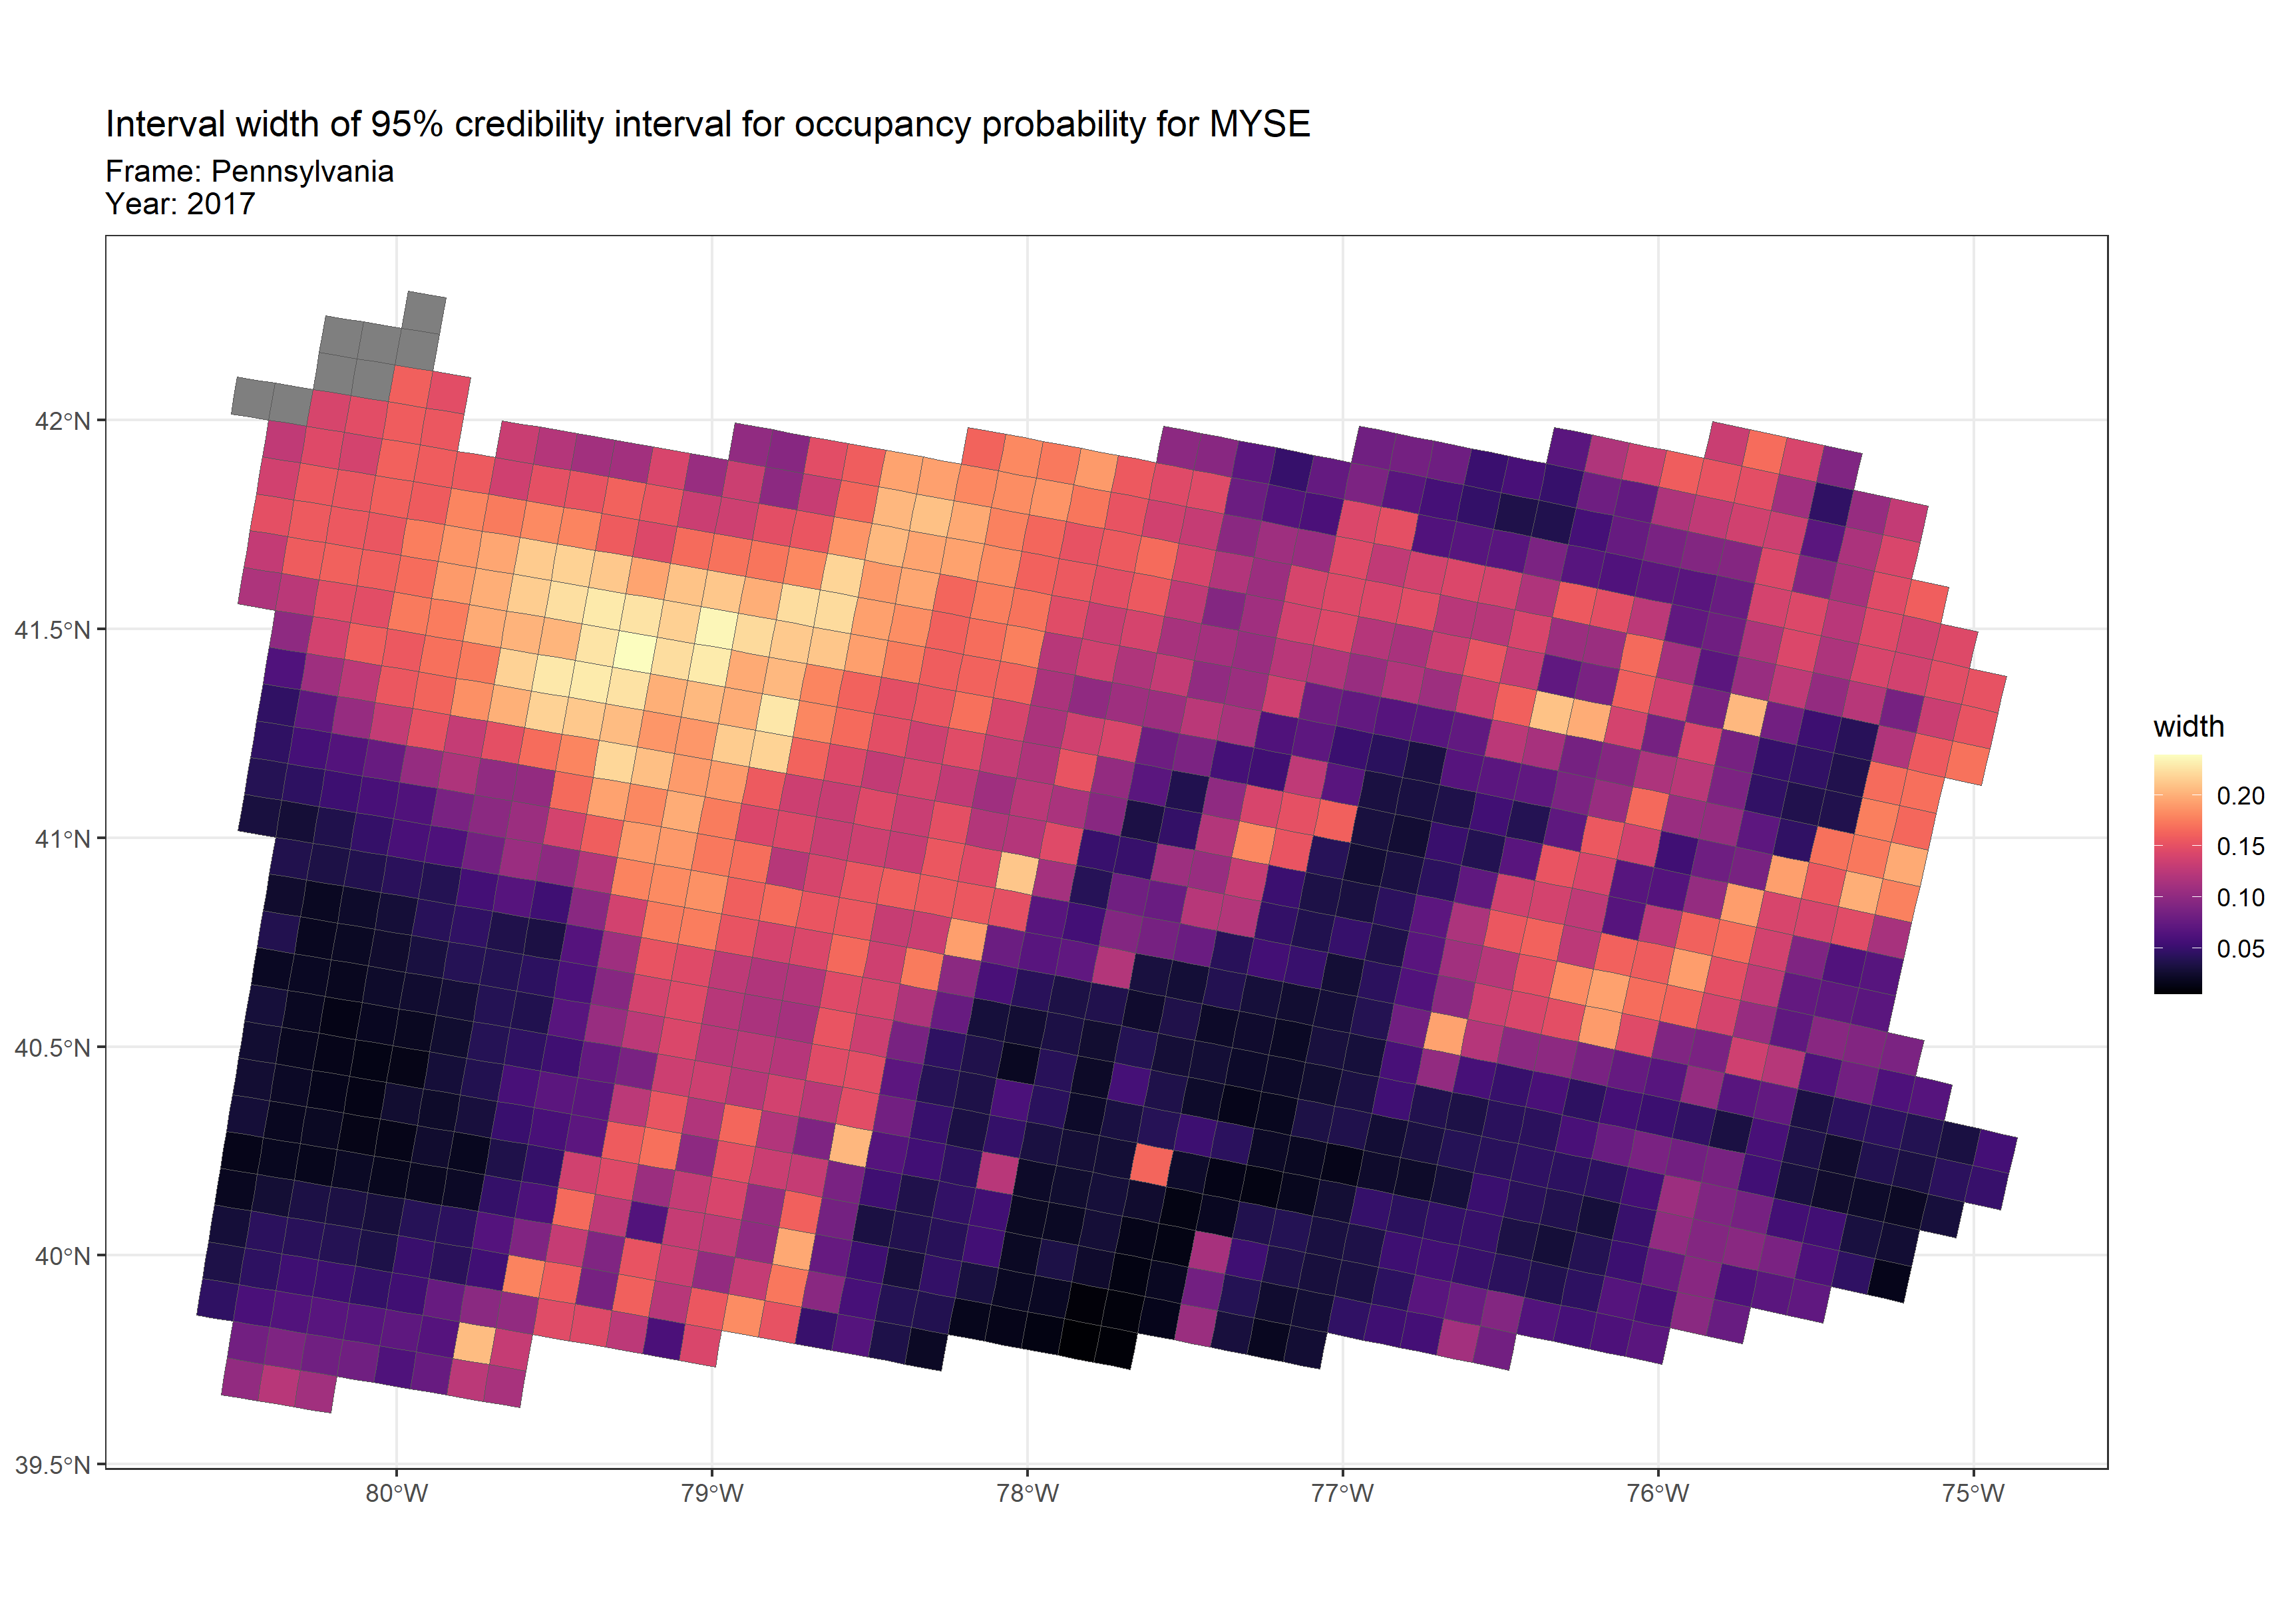 Interval width of 95% credibility interval for occupancy probability for MYSE
Frame: Pennsylvania
Year: 2017
42°N
41.5°N
41°N
40.5°N
40°N
39.5°N
80°W
79°W
78°W
77°W
76°W
75°W
width
0.20
0.15
0.10
0.05